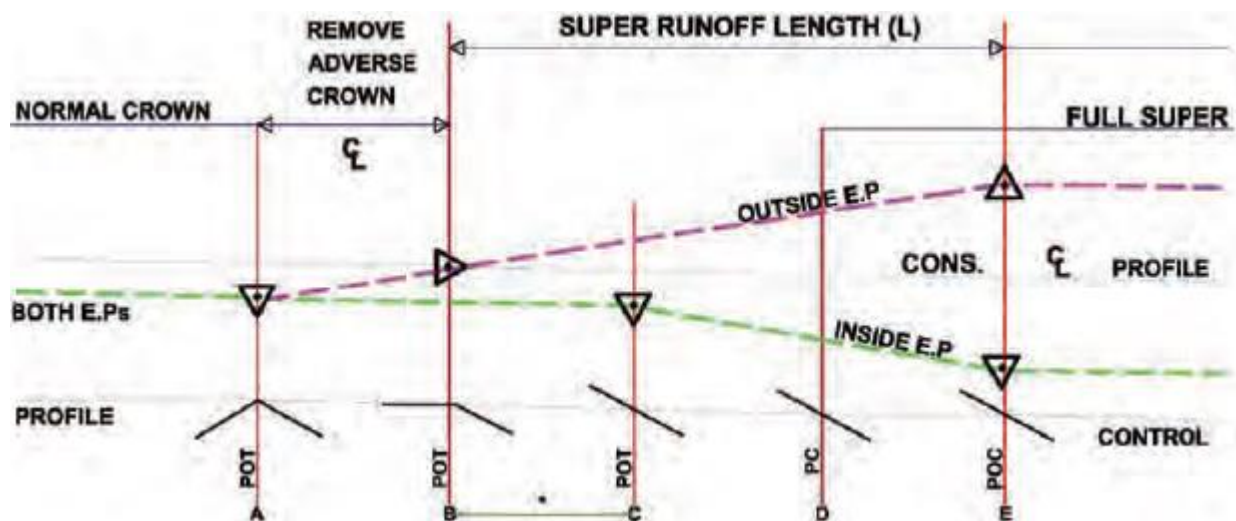 REMOVE
ADVERSE
CROWN
SUPER RUNOFF LENGTH (L)
NORMAL CROWN
℄
FULL SUPER
OUTSIDE E.P
CONS. ℄ PROFILE
BOTH E.Ps
INSIDE E.P
PROFILE
CONTROL
POT POT POT PC POC
A B C D E